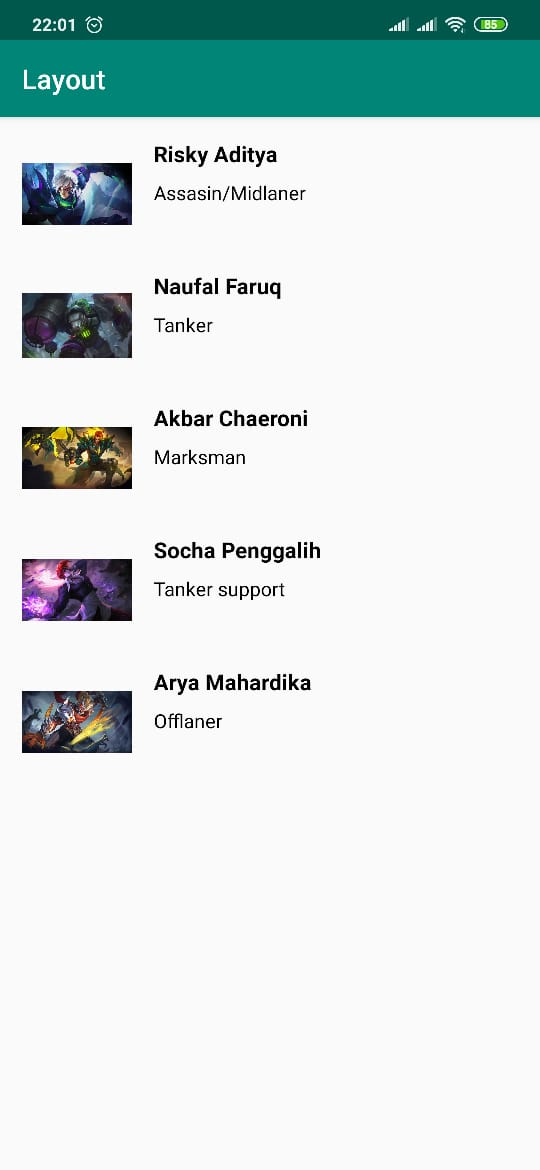 22:01
85
Layout
Risky Aditya
Assasin/Midlaner
Naufal Faruq
Tanker
Akbar Chaeroni
Marksman
Socha Penggalih
Tanker support
Arya Mahardika
Offlaner